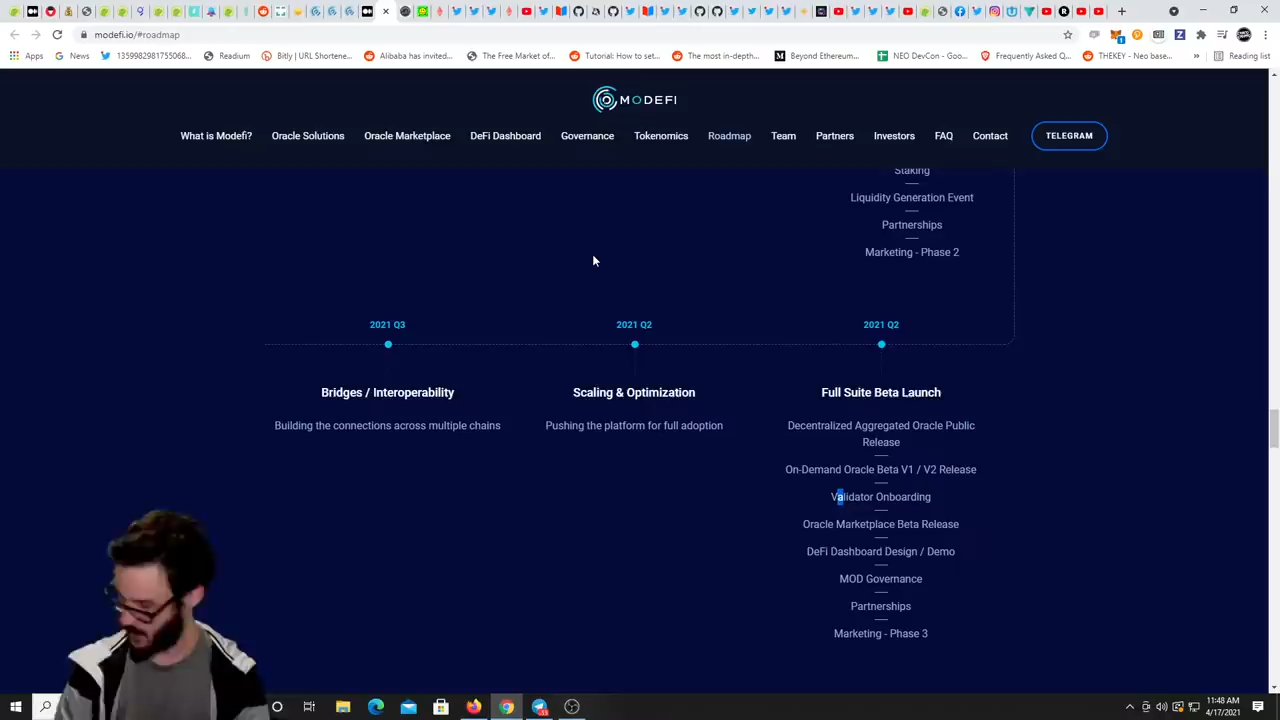 modefi.io/#roadmap
Apps
News
1359982981755068...
Readium
Bitly | URL Shortene...
Alibaba has invited...
The Free Market of...
Tutorial: How to set...
The most in-depth...
Beyond Ethereum...
NEO DevCon - Goo...
Frequently Asked Q...
THEKEY - Neo base...
»
Reading list
MODEFI
What is Modefi?
Oracle Solutions
Oracle Marketplace
DeFi Dashboard
Governance
Tokenomics
Roadmap
Team
Partners
Investors
FAQ
Contact
TELEGRAM
Staking
Liquidity Generation Event
Partnerships
Marketing - Phase 2
2021 Q3
2021 Q2
2021 Q2
Bridges / Interoperability
Building the connections across multiple chains
Scaling & Optimization
Pushing the platform for full adoption
Full Suite Beta Launch
Decentralized Aggregated Oracle Public
Release
On-Demand Oracle Beta V1 / V2 Release
Validator Onboarding
Oracle Marketplace Beta Release
DeFi Dashboard Design / Demo
MOD Governance
Partnerships
Marketing - Phase 3
11:48 AM
4/17/2021